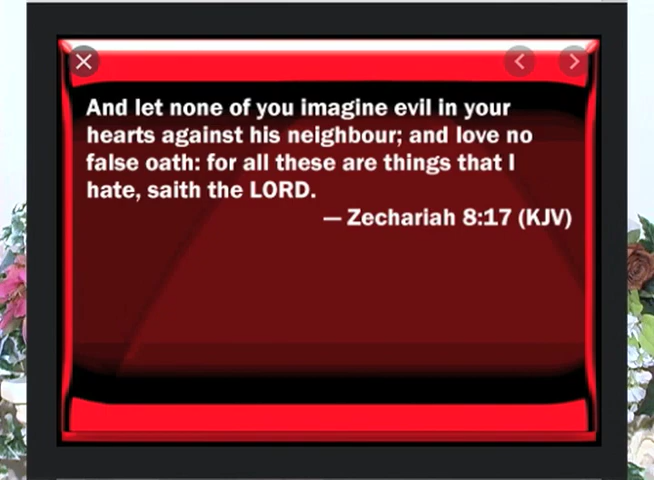 And let none of you imagine evil in your
hearts against his neighbour; and love no
false oath: for all these are things that I
hate, saith the LORD.
— Zechariah 8:17 (KJV)